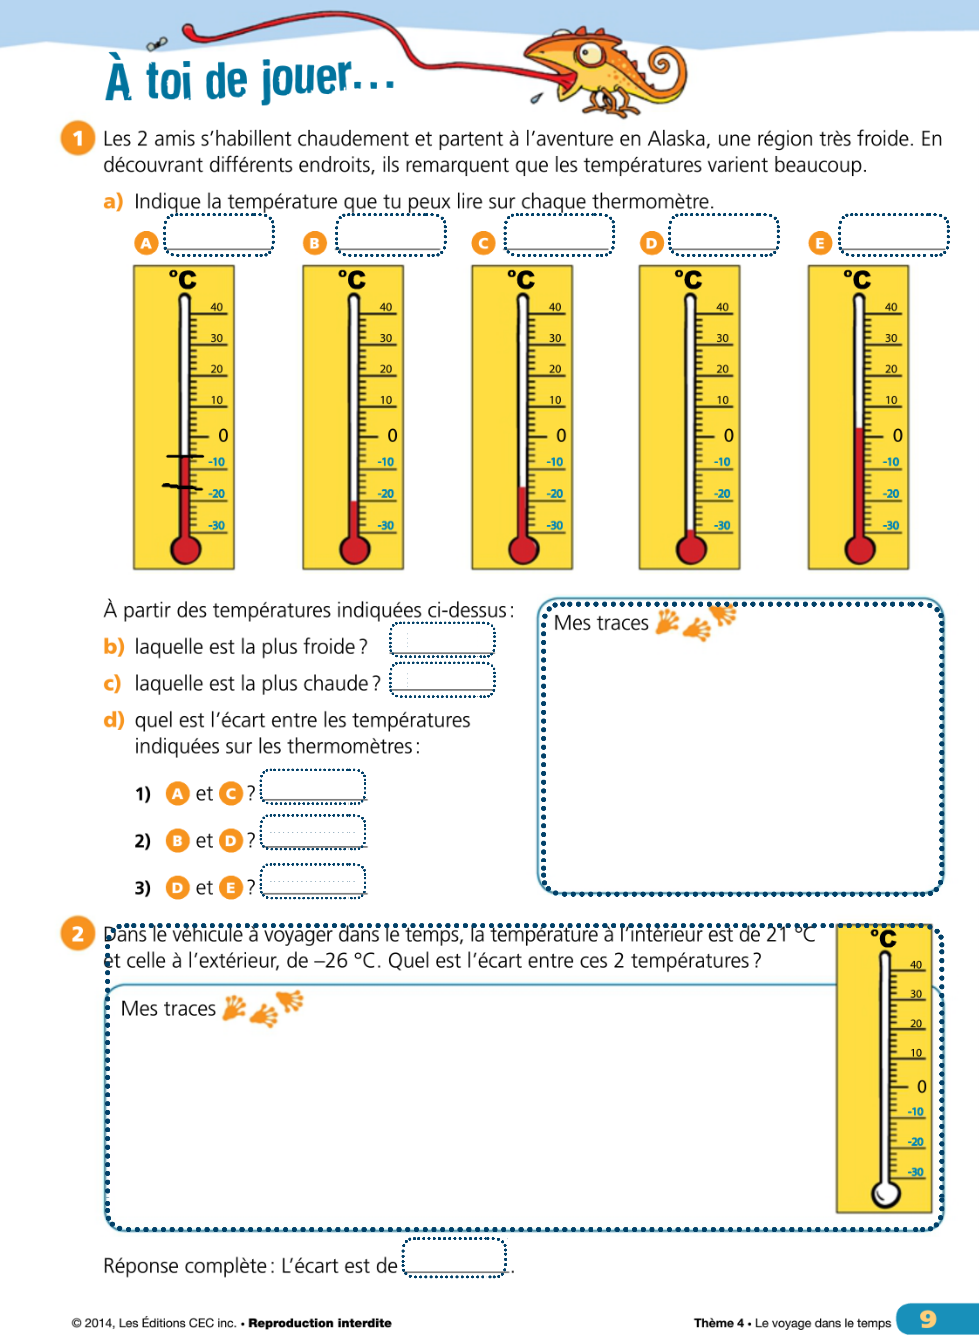 À toi de jouer...
1 Les 2 amis s'habillent chaudement et partent à l'aventure en Alaska, une région très froide. En
découvrant différents endroits, ils remarquent que les températures varient beaucoup.
a) Indique la température que tu peux lire sur chaque thermomètre.
A B C D E
°C °C °C °C °C
40 40 40 40 40
30 30 30 30 30
20 20 20 20 20
10 10 10 10 10
0 0 0 0 0
-10 -10 -10 -10 -10
-20 -20 -20 -20 -20
-30 -30 -30 -30 -30
À partir des températures indiquées ci-dessus :
b) laquelle est la plus froide ?
c) laquelle est la plus chaude ?
d) quel est l'écart entre les températures
indiquées sur les thermomètres :
1) A et C ?
2) B et D ?
3) D et E ?
Mes traces
2 Dans le véhicule à voyager dans le temps, la température à l'intérieur est de 21 °C
et celle à l'extérieur, de –26 °C. Quel est l'écart entre ces 2 températures ?
Mes traces
°C
40
30
20
10
0
-10
-20
-30
Réponse complète : L'écart est de .
© 2014, Les Éditions CEC inc. • Reproduction interdite
Thème 4 • Le voyage dans le temps 9